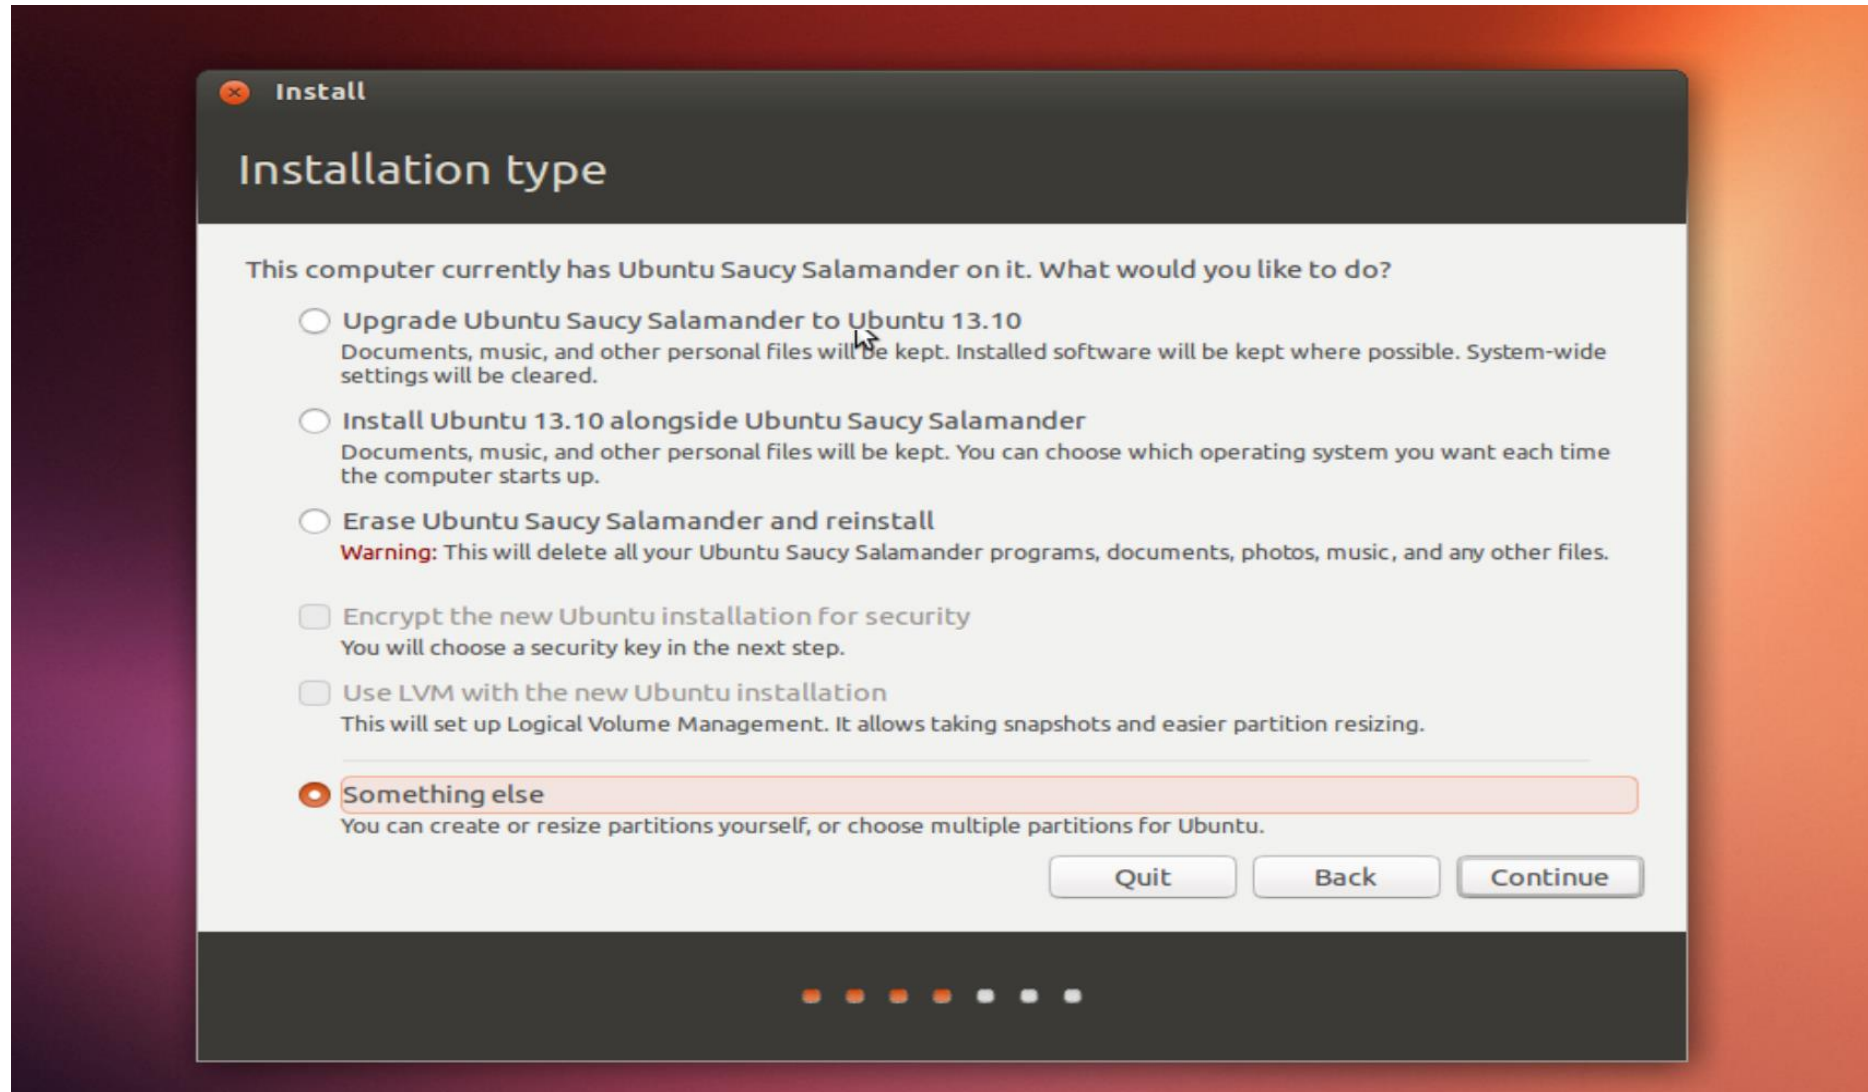 Install
Installation type
This computer currently has Ubuntu Saucy Salamander on it. What would you like to do?
Upgrade Ubuntu Saucy Salamander to Ubuntu 13.10
Documents, music, and other personal files will be kept. Installed software will be kept where possible. System-wide
settings will be cleared.
Install Ubuntu 13.10 alongside Ubuntu Saucy Salamander
Documents, music, and other personal files will be kept. You can choose which operating system you want each time
the computer starts up.
Erase Ubuntu Saucy Salamander and reinstall
Warning: This will delete all your Ubuntu Saucy Salamander programs, documents, photos, music, and any other files.
Encrypt the new Ubuntu installation for security
You will choose a security key in the next step.
Use LVM with the new Ubuntu installation
This will set up Logical Volume Management. It allows taking snapshots and easier partition resizing.
Something else
You can create or resize partitions yourself, or choose multiple partitions for Ubuntu.
Quit Back Continue